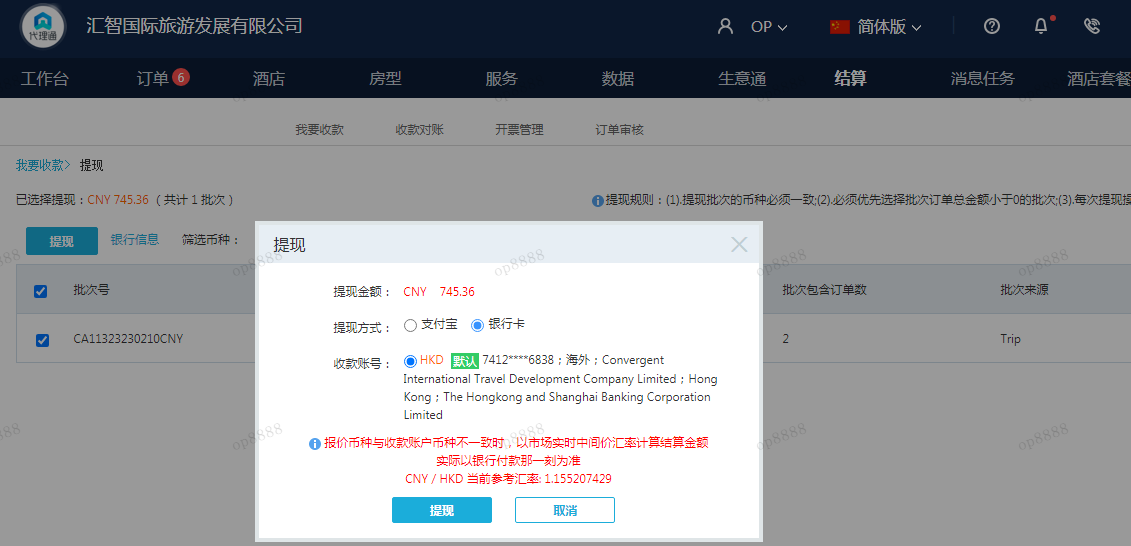 代理通
汇智国际旅游发展有限公司
OP
简体版
工作台
订单 6
酒店
房型
服务
数据
生意通
结算
消息任务
酒店套餐
我要收款
收款对账
开票管理
订单审核
我要收款> 提现
已选择提现：CNY 745.36 （ 共计 1 批次 ）
提现规则：(1).提现批次的币种必须一致;(2).必须优先选择批次订单总金额小于0的批次;(3).每次提现提
提现
银行信息
筛选币种：
批次号
批次包含订单数
批次来源
CA11323230210CNY
2
Trip
提现
提现金额： CNY 745.36
提现方式： 支付宝 银行卡
收款账号： HKD 默认 7412****6838；海外；Convergent
International Travel Development Company Limited；Hong
Kong；The Hongkong and Shanghai Banking Corporation
Limited
报价币种与收款账户币种不一致时，以市场实时中间价汇率计算结算金额
实际以银行付款那一刻为准
CNY / HKD 当前参考汇率: 1.155207429
提现
取消
op8888
op8888
op8888
op8888
op8888
op8888
op8888
op8888